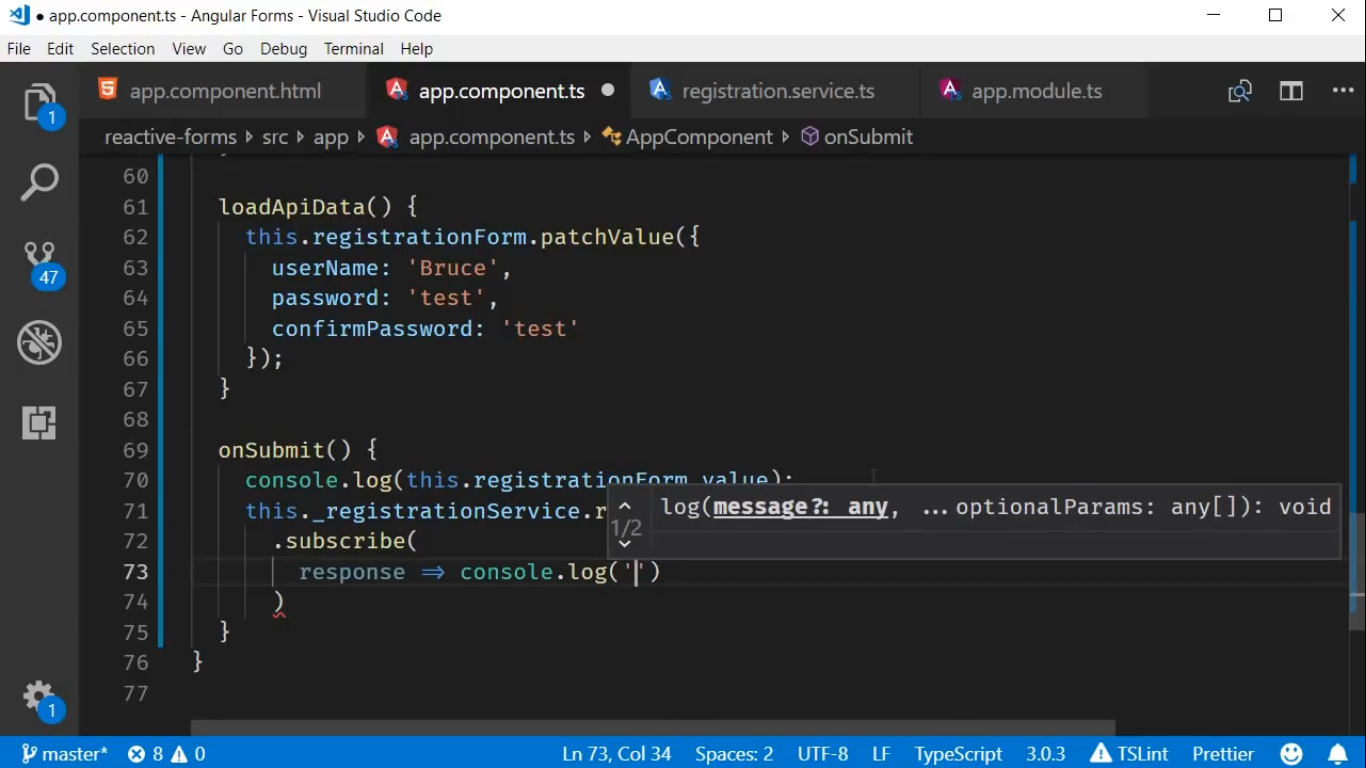 ● app.component.ts - Angular Forms - Visual Studio Code
File Edit Selection View Go Debug Terminal Help
app.component.html app.component.ts ● registration.service.ts app.module.ts ...
1
reactive-forms ▸ src ▸ app ▸ app.component.ts ▸ AppComponent ▸ onSubmit
60
61 loadApiData() {
62 this.registrationForm.patchValue({
63 userName: 'Bruce',
64 password: 'test',
65 confirmPassword: 'test'
66 });
67 }
68
69 onSubmit() {
70 console.log(this.registrationForm.value);
71 this._registrationService.r
72 .subscribe(
73 response => console.log('')
74 )
75 }
76 }
77
47
log(message?: any, ...optionalParams: any[]): void
1/2
1
master* 8 0 Ln 73, Col 34 Spaces: 2 UTF-8 LF TypeScript 3.0.3 TSLint Prettier